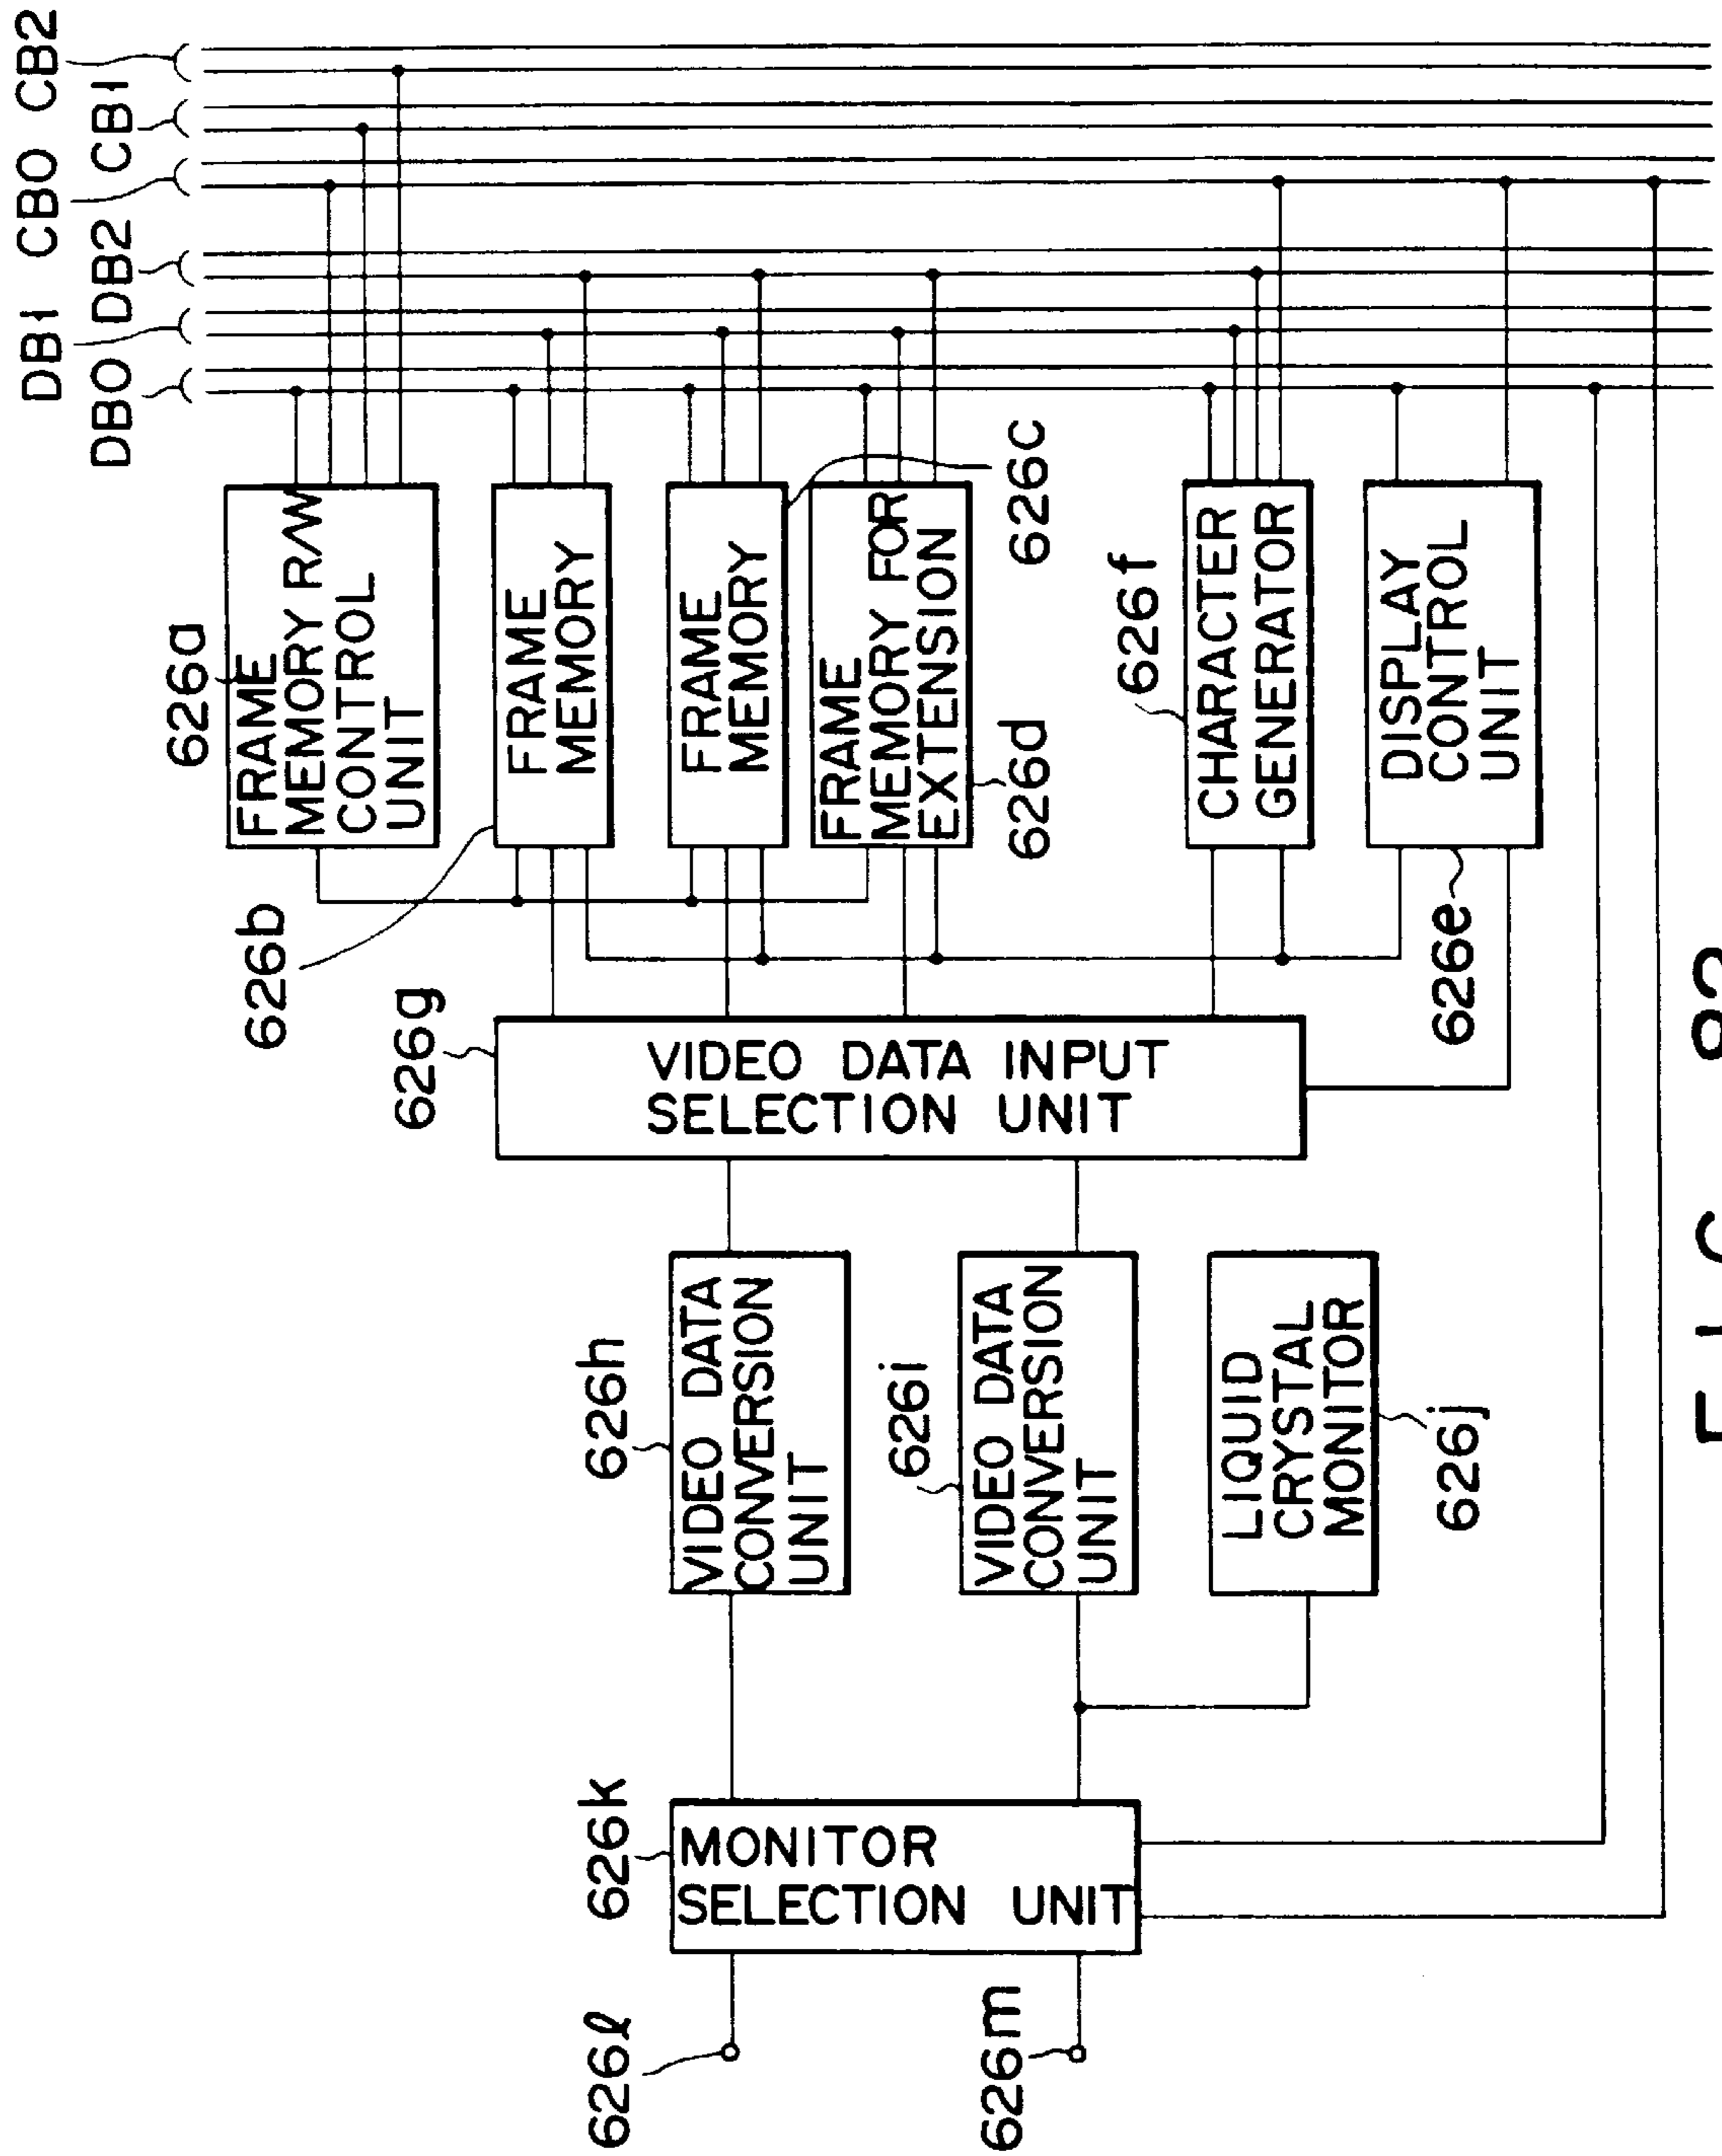 DB1 CB0 CB2
DB0 DB2 CB1
626a
FRAME
MEMORY R/W
CONTROL
UNIT
626b
FRAME
MEMORY
FRAME
MEMORY
626c
FRAME
MEMORY FOR
EXTENSION
626d
626f
CHARACTER
GENERATOR
DISPLAY
CONTROL
UNIT
626e
626g
VIDEO DATA INPUT
SELECTION UNIT
626h
VIDEO DATA
CONVERSION
UNIT
626i
VIDEO DATA
CONVERSION
UNIT
LIQUID
CRYSTAL
MONITOR
626j
626k
MONITOR
SELECTION UNIT
626ℓ
626m